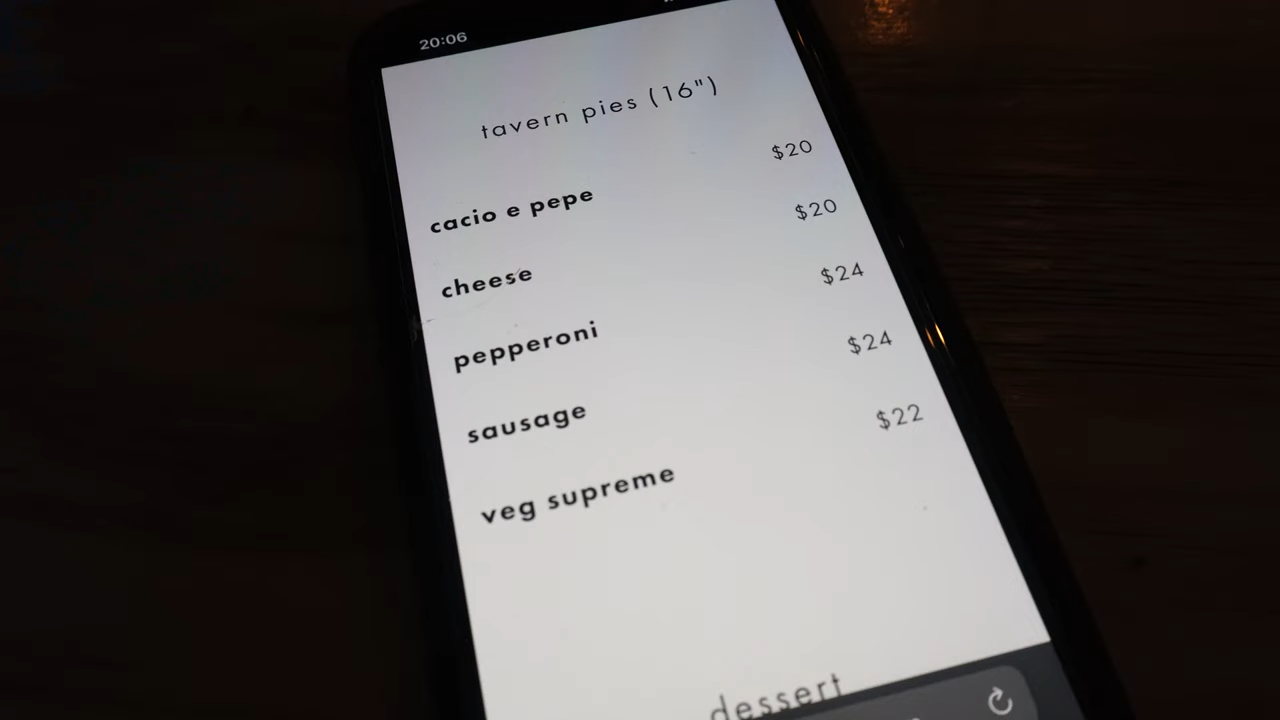 20:06
tavern pies (16")
cacio e pepe $20
cheese $20
pepperoni $24
sausage $24
veg supreme $22
dessert